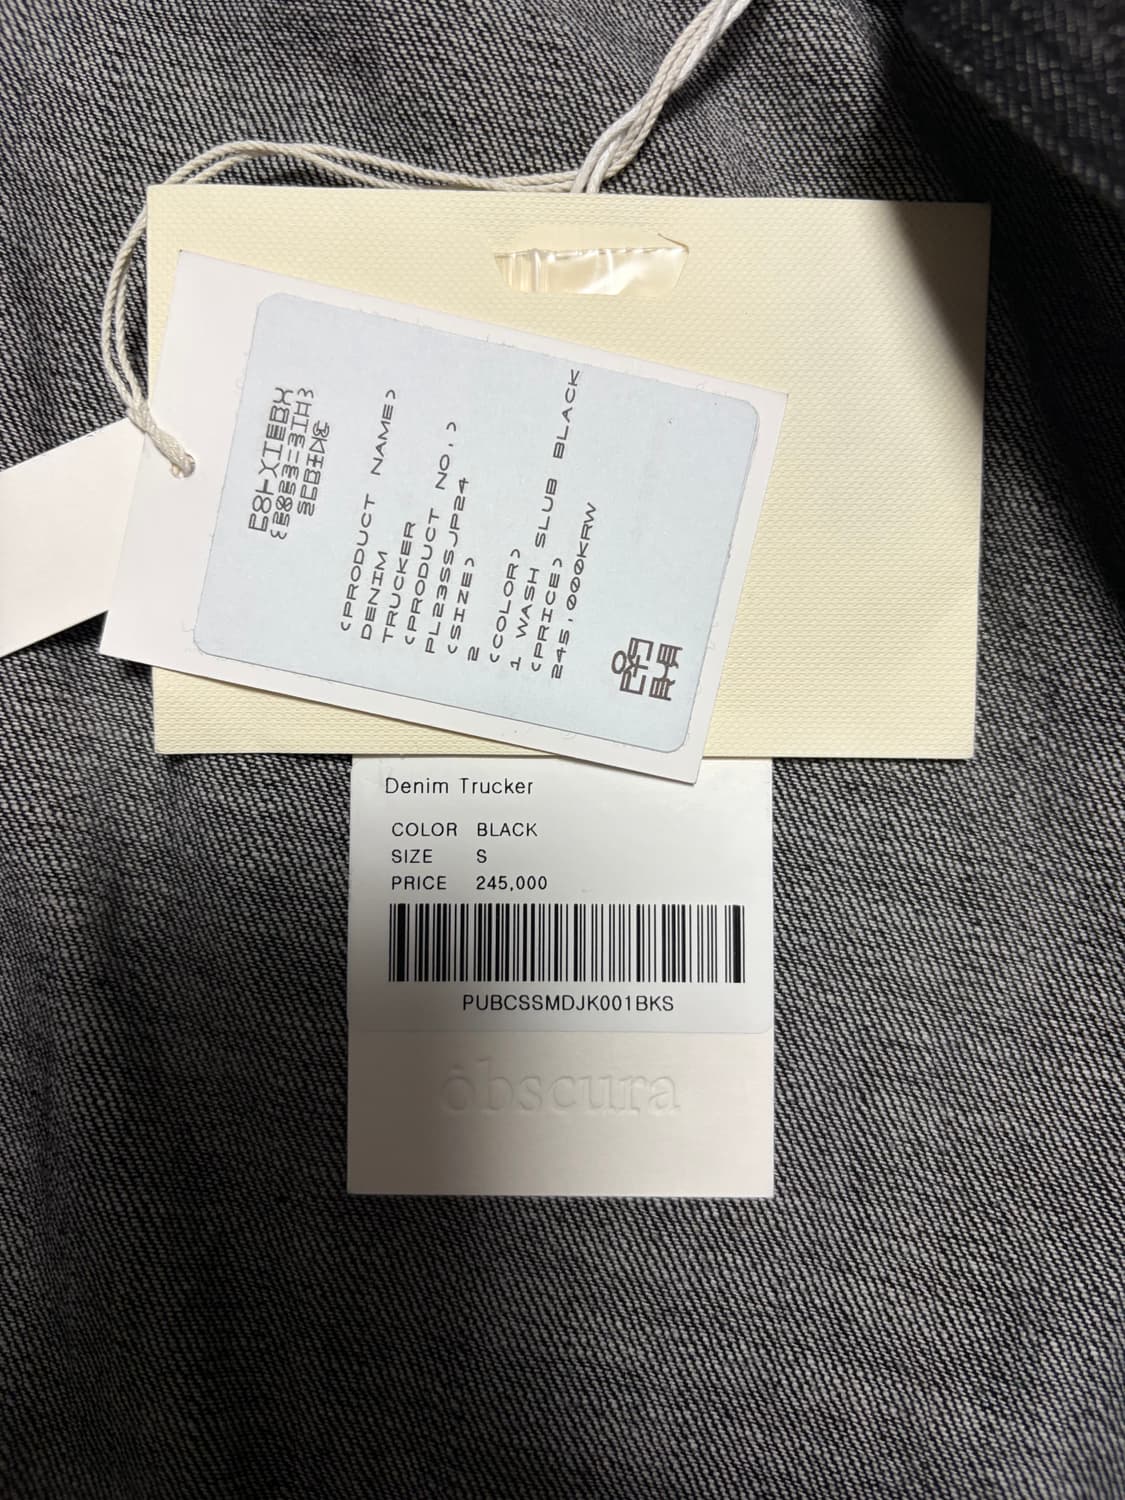 (PRODUCT NAME)
DENIM
TRUCKER
(PRODUCT NO.)
PL23SSJP24
(SIZE)
2
(COLOR)
1 WASH SLUB BLACK
(PRICE)
245.000KRW
Denim Trucker
COLOR BLACK
SIZE S
PRICE 245,000
PUBCSSMDJK001BKS
obscura